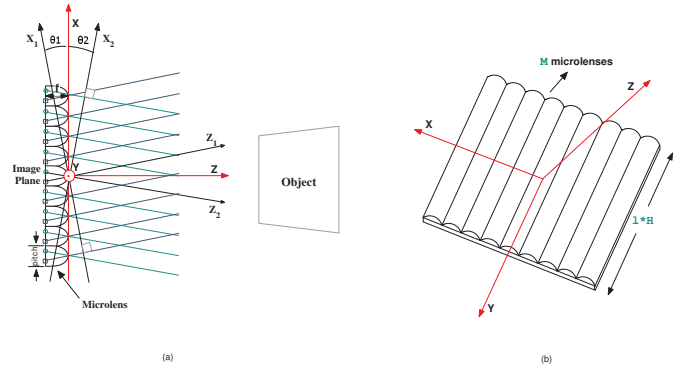 X
X1
θ1
θ2
X2
f
Z1
Image
Plane
Y
Z
Object
Z2
pitch
Microlens
(a)
M microlenses
Z
X
l*H
Y
(b)